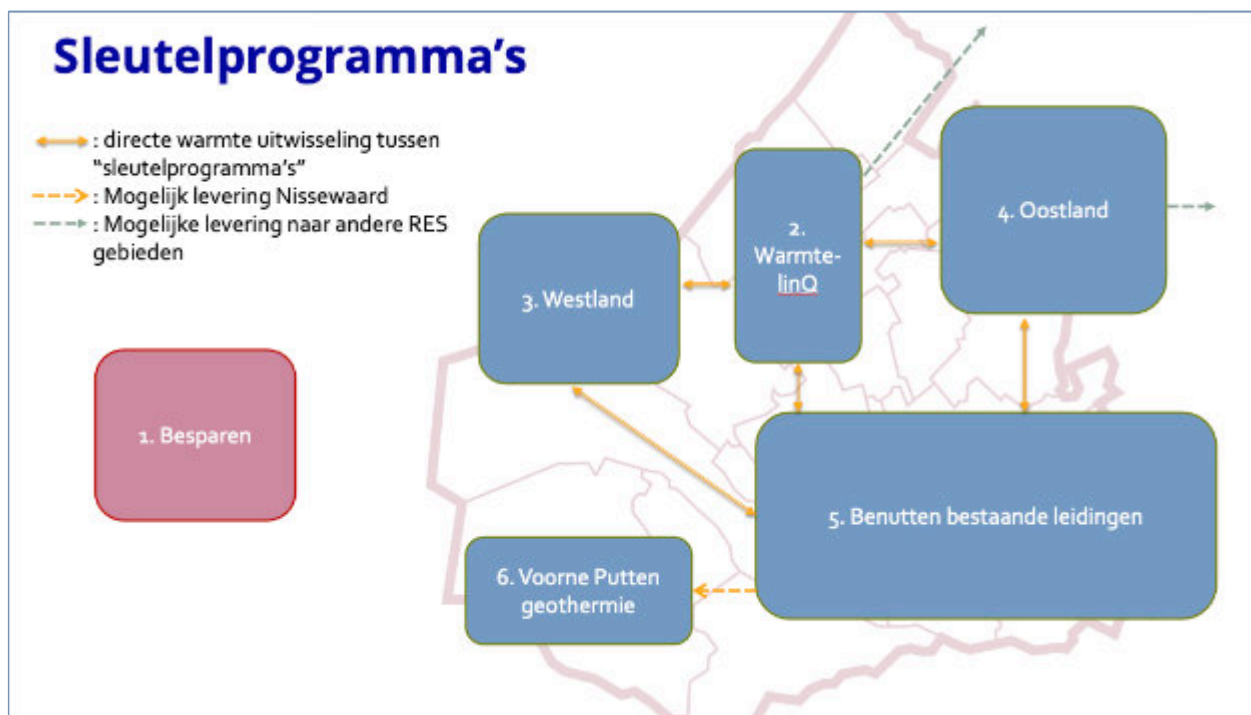 Sleutelprogramma's
: directe warmte uitwisseling tussen
"sleutelprogramma's"
: Mogelijk levering Nissewaard
: Mogelijke levering naar andere RES
gebieden
1. Besparen
2.
Warmte-
linQ
3. Westland
4. Oostland
5. Benutten bestaande leidingen
6. Voorne Putten
geothermie